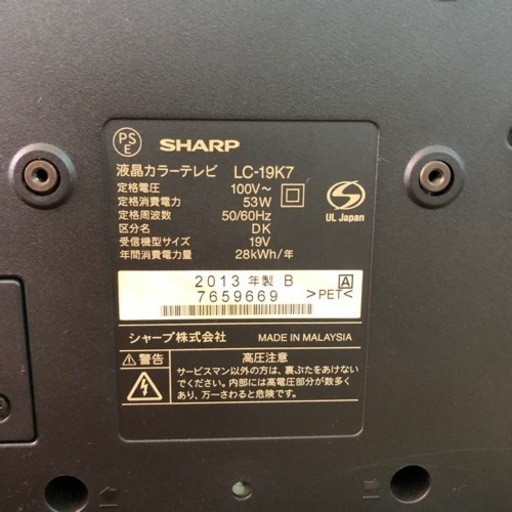 PS
E
SHARP
液晶カラーテレビ LC-19K7
定格電圧 100V~
定格消費電力 53W
定格周波数 50/60Hz
区分名 DK
受信機型サイズ 19V
年間消費電力量 28kWh/年
S
UL Japan
2013 年製 B
A
7659669 >PET<
シャープ株式会社 MADE IN MALAYSIA
警告 高圧注意
サービスマン以外の方は、裏ぶたをあけない
でください。内部には高電圧部分が数多く
あり、万一さわると危険です。